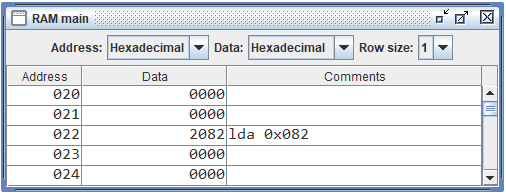 RAM main
Address: Hexadecimal Data: Hexadecimal Row size: 1
Address Data Comments
020 0000
021 0000
022 2082 lda 0x082
023 0000
024 0000